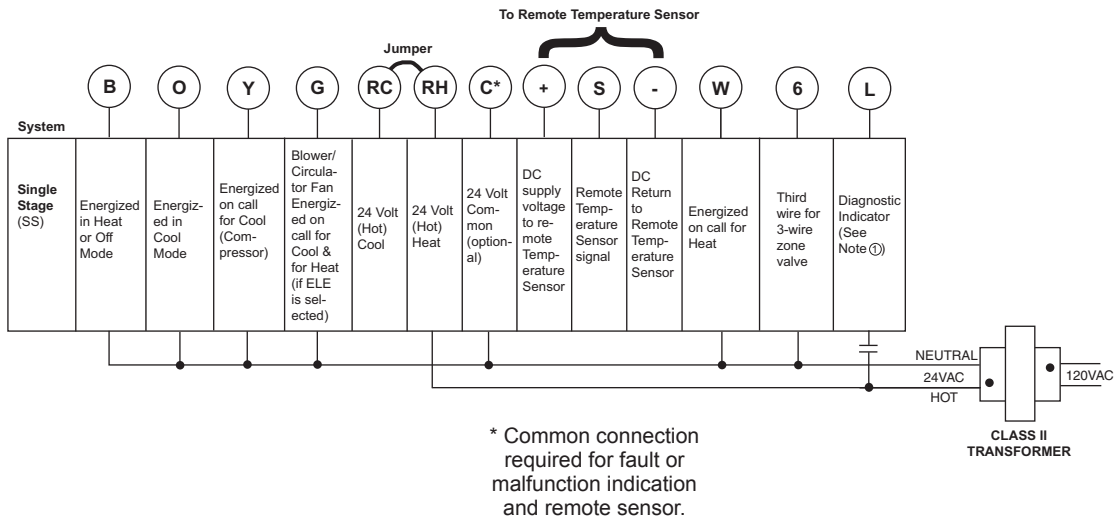 To Remote Temperature Sensor
Jumper
B O Y G RC RH C* + S - W 6 L
System
Single
Stage
(SS)
Energized
in Heat
or Off
Mode
Energiz-
ed in
Cool
Mode
Energized
on call
for Cool
(Com-
pressor)
Blower/
Circula-
tor Fan
Energiz-
ed on
call for
Cool &
for Heat
(if ELE
is sel-
ected)
24 Volt
(Hot)
Cool
24 Volt
(Hot)
Heat
24 Volt
Com-
mon
(option-
al)
DC
supply
voltage
to re-
mote
Temp-
erature
Sensor
Remote
Temp-
erature
Sensor
signal
DC
Return
to
Remote
Temp-
erature
Sensor
Energized
on call for
Heat
Third
wire for
3-wire
zone
valve
Diagnostic
Indicator
(See
Note ①)
NEUTRAL
24VAC
HOT
120VAC
CLASS II
TRANSFORMER
* Common connection
required for fault or
malfunction indication
and remote sensor.